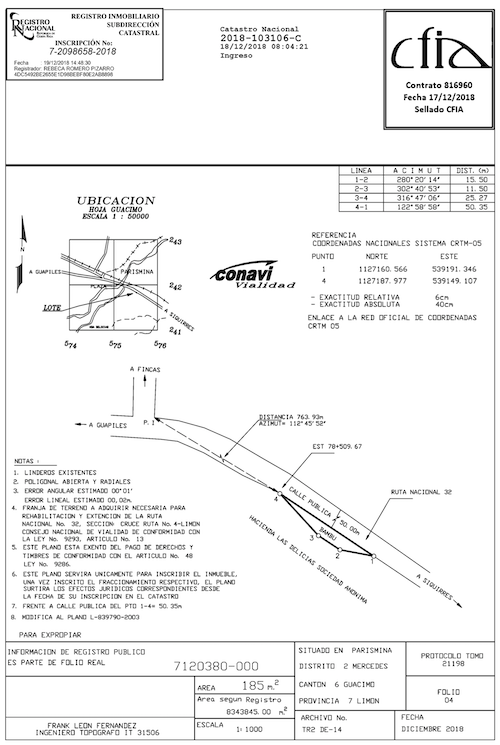 REGISTRO
NACIONAL
REGISTRO INMOBILIARIO
SUBDIRECCIÓN
CATASTRAL
INSCRIPCIÓN No:
7-2098658-2018
Fecha 19/12/2018 14:48:30
Registrador: REBECA ROMERO PIZARRO
Catastro Nacional
2018-103106-C
18/12/2018 08:04:21
Ingreso
cfia
Contrato 816960
Fecha 17/12/2018
Sellado CFIA
LINEA A C I M U T DIST. (m)
1-2 280°20'14" 15.50
2-3 302°40'53" 11.50
3-4 316°47'06" 25.27
4-1 122°58'58" 50.35
UBICACION
HOJA GUACIMO
ESCALA 1 : 50000
243
A GUAPILES
PARISMINA
PLAZA
242
LOTE
241
A SIQUIRRES
574 575 576
conavi
Vialidad
REFERENCIA
COORDENADAS NACIONALES SISTEMA CRTM-05
PUNTO NORTE ESTE
1 1127160.566 539191.346
4 1127187.977 539149.107
- EXACTITUD RELATIVA 6cm
- EXACTITUD ABSOLUTA 40cm
ENLACE A LA RED OFICIAL DE COORDENADAS
CRTM 05
A FINCAS
A GUAPILES
P.I
DISTANCIA 763.93m
AZIMUT= 112°45'52"
EST 78+509.67
CALLE PUBLICA
50.00m
RUTA NACIONAL 32
4
3
2
1
BAMBU
HACIENDA LAS DELICIAS SOCIEDAD ANONIMA
A SIQUIRRES
NOTAS :
1. LINDEROS EXISTENTES
2. POLIGONAL ABIERTA Y RADIALES
3. ERROR ANGULAR ESTIMADO 00°01'
ERROR LINEAL ESTIMADO 00,02m.
4. FRANJA DE TERRENO A ADQUIRIR NECESARIA PARA
REHABILITACION Y EXTENCION DE LA RUTA
NACIONAL No. 32, SECCION: CRUCE RUTA No.4-LIMON
CONSEJO NACIONAL DE VIALIDAD DE CONFORMIDAD CON
LA LEY No. 9293, ARTICULO No. 13
5. ESTE PLANO ESTA EXENTO DEL PAGO DE DERECHOS Y
TIMBRES DE CONFORMIDAD CON EL ARTICULO No. 48
LEY No. 9286.
6. ESTE PLANO SERVIRA UNICAMENTE PARA INSCRIBIR EL INMUEBLE,
UNA VEZ INSCRITO EL FRACCIONAMIENTO RESPECTIVO, EL PLANO
SURTIRA LOS EFECTOS JURIDICOS CORRESPONDIENTES DESDE
LA FECHA DE SU INSCRIPCION EN EL CATASTRO
7. FRENTE A CALLE PUBLICA DEL PTO 1-4= 50.35m
8. MODIFICA AL PLANO L-839790-2003
PARA EXPROPIAR
INFORMACION DE REGISTRO PUBLICO
ES PARTE DE FOLIO REAL
7120380-000
AREA 185 m.2
Area segun Registro
8343845.00 m.2
ESCALA 1:1000
FRANK LEON FERNANDEZ
INGENIERO TOPOGRAFO IT 31506
SITUADO EN PARISMINA
DISTRITO 2 MERCEDES
CANTON 6 GUACIMO
PROVINCIA 7 LIMON
ARCHIVO No.
TR2 DE-14
PROTOCOLO TOMO
21198
FOLIO
04
FECHA
DICIEMBRE 2018